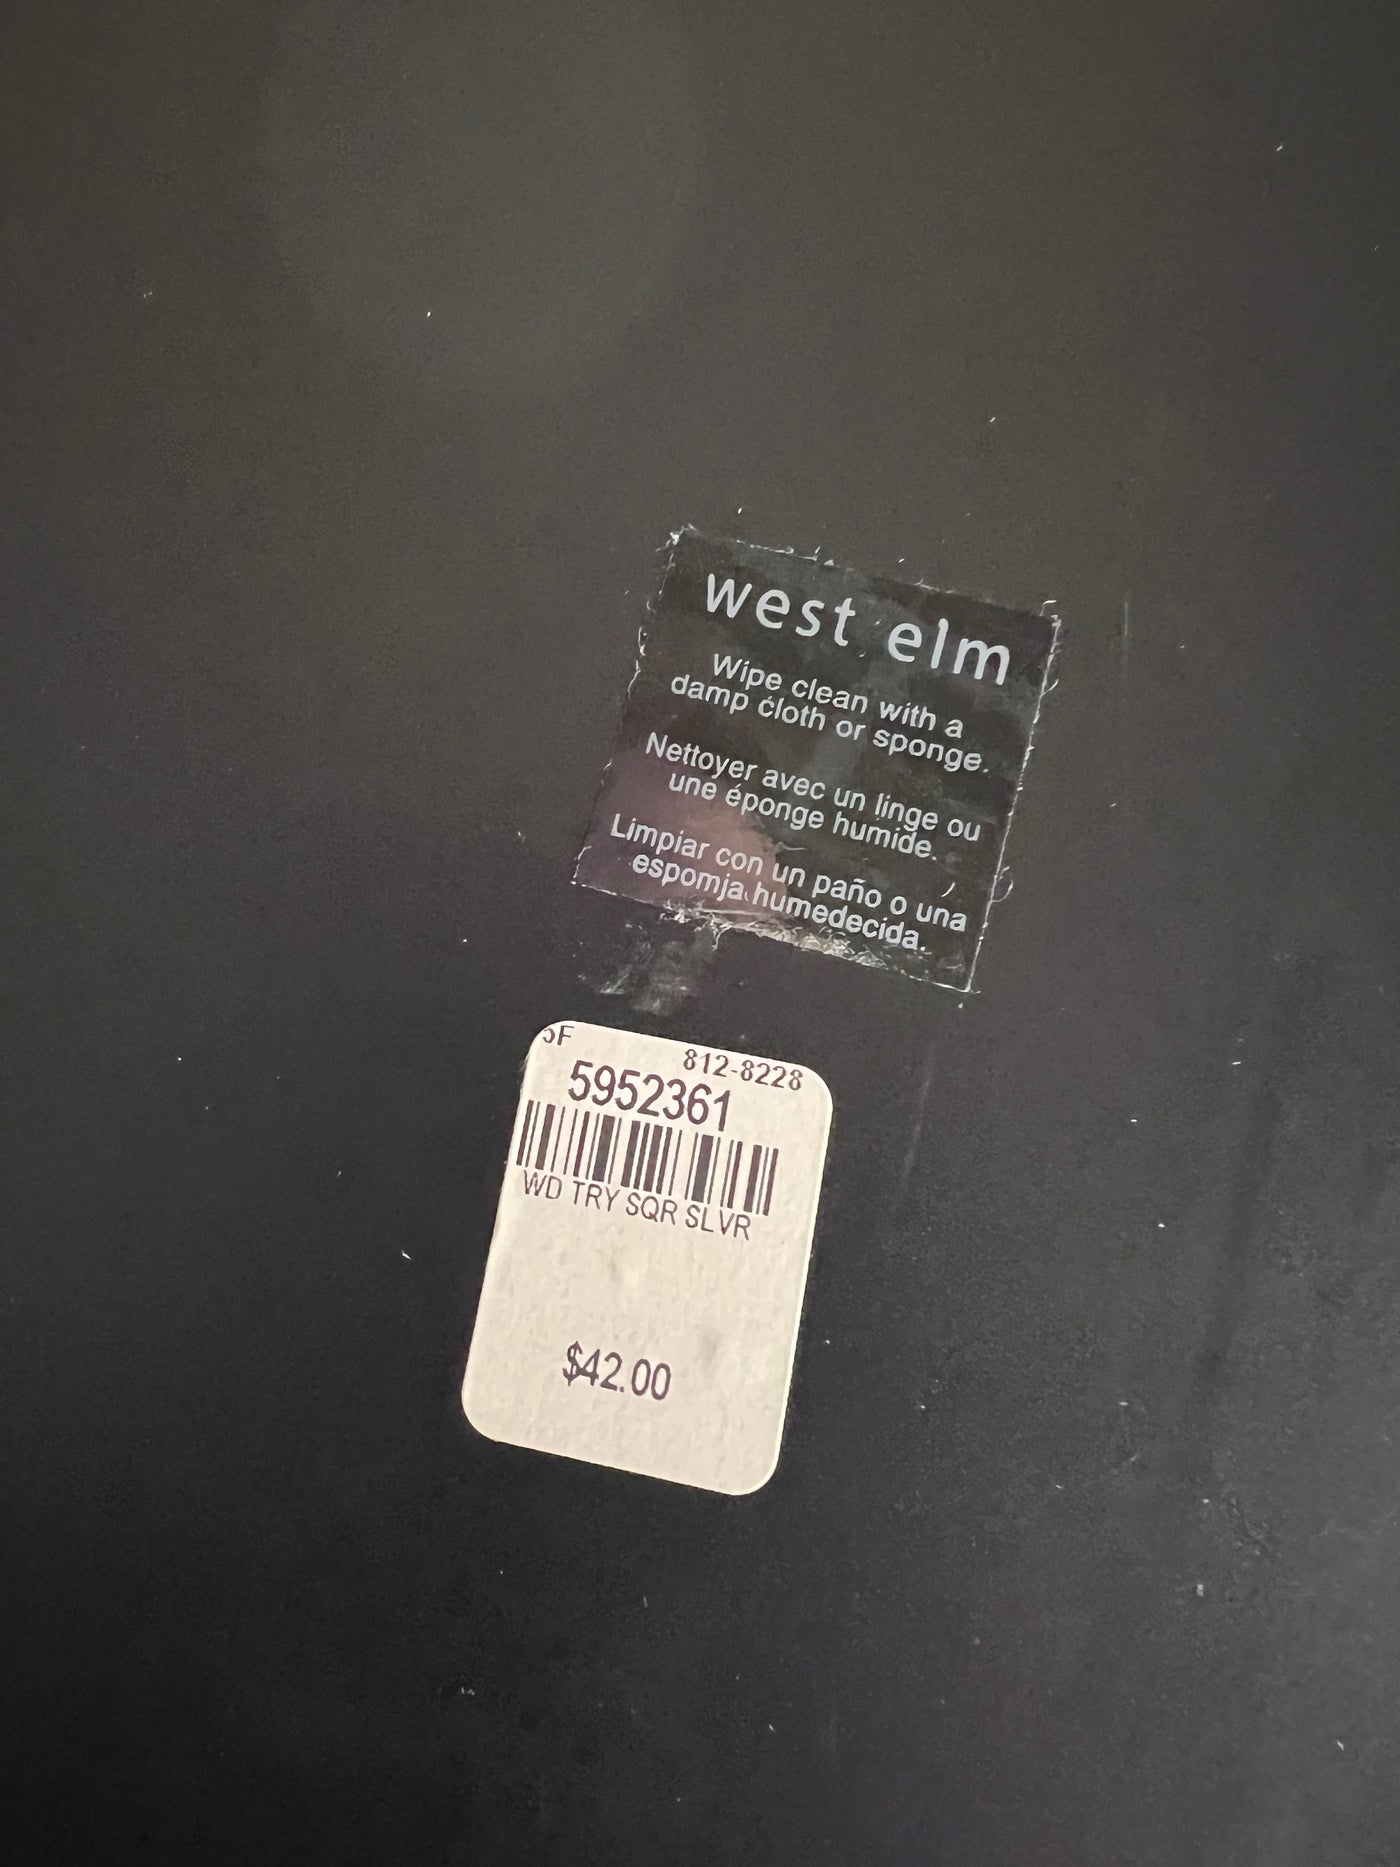 west elm
Wipe clean with a
damp cloth or sponge.
Nettoyer avec un linge ou
une éponge humide.
Limpiar con un paño o una
espomja humedecida.
5F
812-8228
5952361
WD TRY SQR SLVR
$42.00